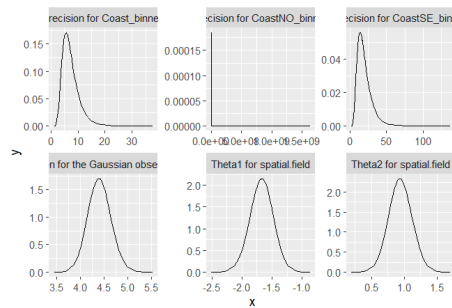 recision for Coast_binne
cision for CoastNO_binn
ecision for CoastSE_bin
0.15
0.10
0.05
0.00
0.00015
0.00010
0.00005
0.00000
0.04
0.02
0.00
0 10 20 30
0 50 100
y
n for the Gaussian obse
Theta1 for spatial.field
Theta2 for spatial.field
1.5
1.0
0.5
0.0
2.0
1.5
1.0
0.5
0.0
2.0
1.5
1.0
0.5
0.0
3.5 4.0 4.5 5.0 5.5
-2.5 -2.0 -1.5 -1.0
0.5 1.0 1.5
x